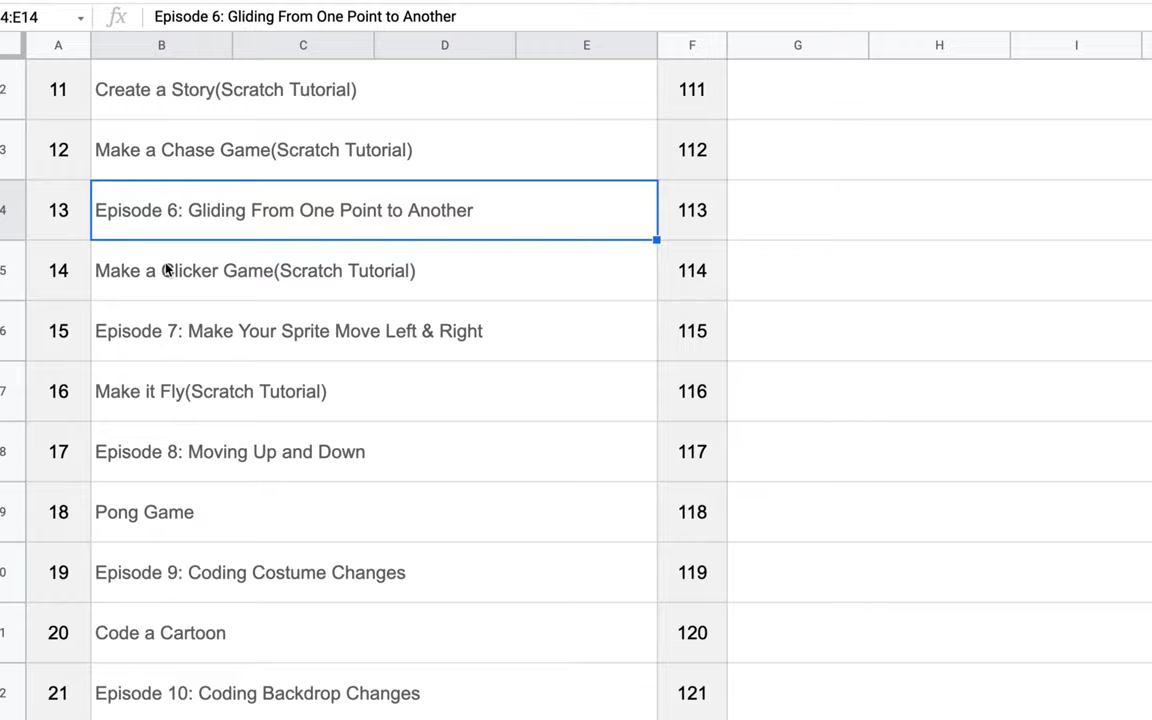 4:E14 fx Episode 6: Gliding From One Point to Another
A B C D E F G H I
2 11 Create a Story(Scratch Tutorial) 111
3 12 Make a Chase Game(Scratch Tutorial) 112
4 13 Episode 6: Gliding From One Point to Another 113
5 14 Make a Clicker Game(Scratch Tutorial) 114
6 15 Episode 7: Make Your Sprite Move Left & Right 115
7 16 Make it Fly(Scratch Tutorial) 116
8 17 Episode 8: Moving Up and Down 117
9 18 Pong Game 118
0 19 Episode 9: Coding Costume Changes 119
1 20 Code a Cartoon 120
2 21 Episode 10: Coding Backdrop Changes 121